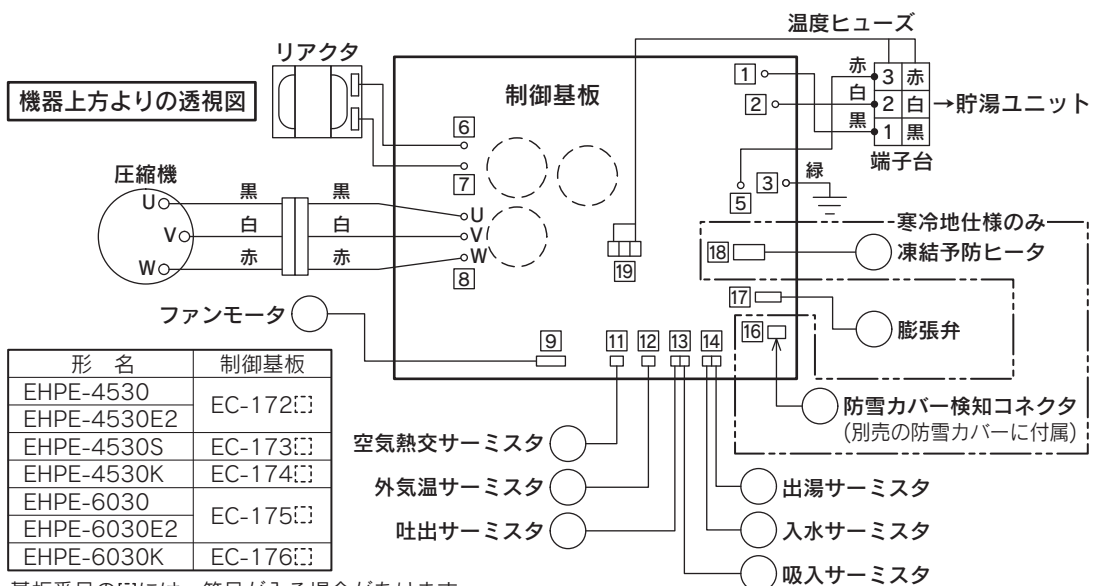 温度ヒューズ
リアクタ
機器上方よりの透視図
制御基板
1
2
赤
白
黒
3 赤
2 白
1 黒
→貯湯ユニット
端子台
6
7
圧縮機
U
V
W
黒
白
赤
黒
白
赤
U
V
W
8
5
3
緑
19
寒冷地仕様のみ
18
凍結予防ヒータ
17
膨張弁
16
防雪カバー検知コネクタ
(別売の防雪カバーに付属)
ファンモータ
9
11
12
13
14
空気熱交サーミスタ
外気温サーミスタ
吐出サーミスタ
出湯サーミスタ
入水サーミスタ
吸入サーミスタ
形 名 制御基板
EHPE-4530 EC-172
EHPE-4530E2
EHPE-4530S EC-173
EHPE-4530K EC-174
EHPE-6030 EC-175
EHPE-6030E2
EHPE-6030K EC-176